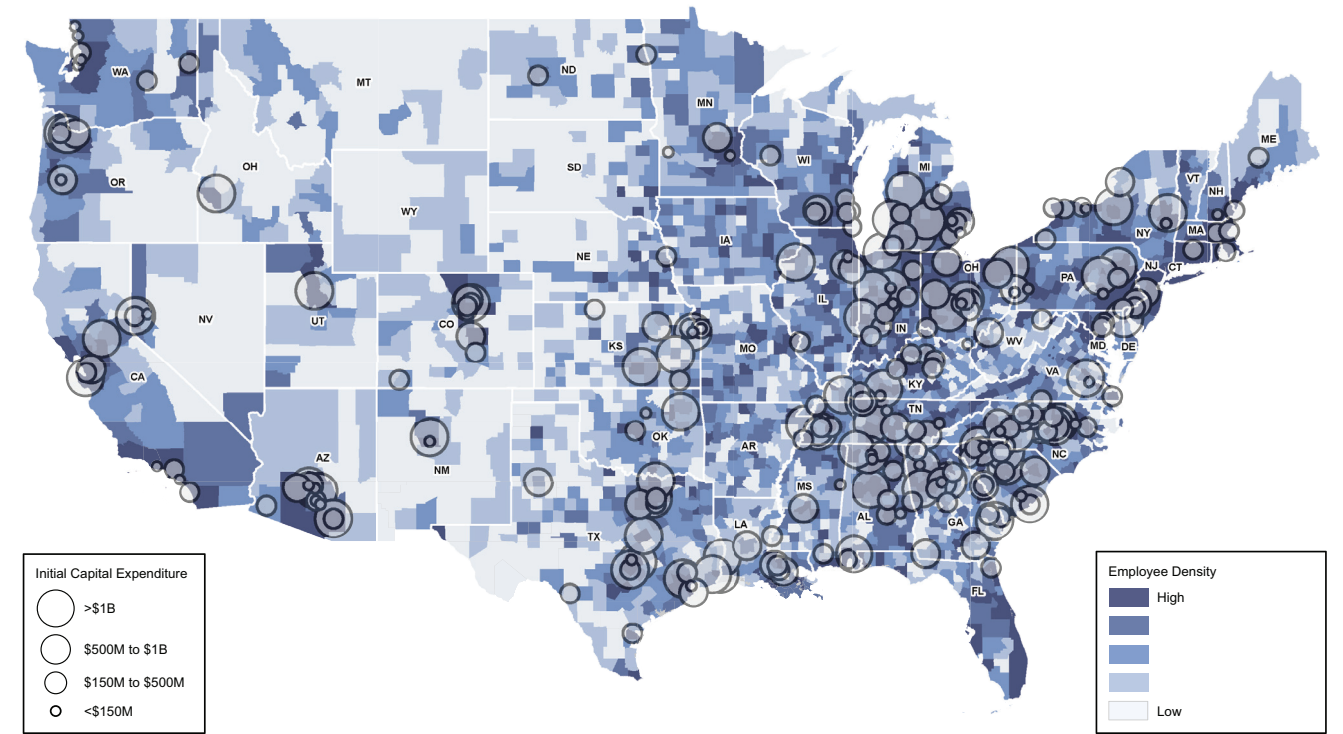 WA
MT
ND
MN
ME
OH
OR
SD
WI
MI
VT
NH
WY
NY
MA
IA
NE
OH
NJ
CT
PA
NV
UT
CO
IL
IN
WV
MD
DE
KS
MO
CA
KY
VA
TN
AZ
NM
OK
AR
NC
MS
TX
LA
AL
GA
FL
Initial Capital Expenditure
>$1B
$500M to $1B
$150M to $500M
<$150M
Employee Density
High
Low